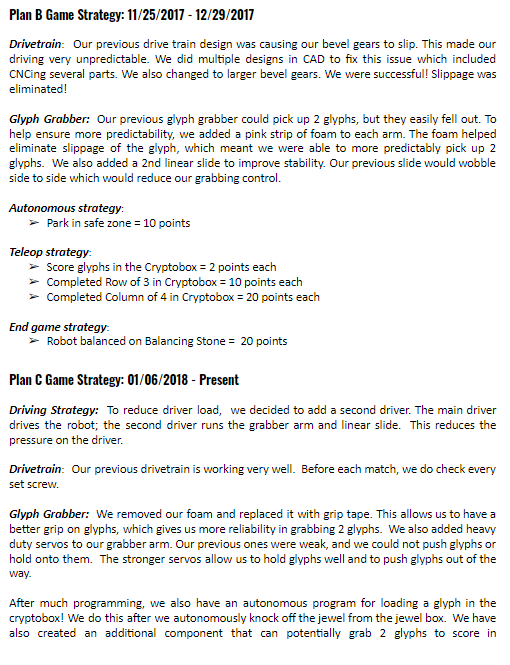 Plan B Game Strategy: 11/25/2017 - 12/29/2017
Drivetrain: Our previous drive train design was causing our bevel gears to slip. This made our
driving very unpredictable. We did multiple designs in CAD to fix this issue which included
CNCing several parts. We also changed to larger bevel gears. We were successful! Slippage was
eliminated!
Glyph Grabber: Our previous glyph grabber could pick up 2 glyphs, but they easily fell out. To
help ensure more predictability, we added a pink strip of foam to each arm. The foam helped
eliminate slippage of the glyph, which meant we were able to more predictably pick up 2
glyphs. We also added a 2nd linear slide to improve stability. Our previous slide would wobble
side to side which would reduce our grabbing control.
Autonomous strategy:
➢ Park in safe zone = 10 points
Teleop strategy:
➢ Score glyphs in the Cryptobox = 2 points each
➢ Completed Row of 3 in Cryptobox = 10 points each
➢ Completed Column of 4 in Cryptobox = 20 points each
End game strategy:
➢ Robot balanced on Balancing Stone = 20 points
Plan C Game Strategy: 01/06/2018 - Present
Driving Strategy: To reduce driver load, we decided to add a second driver. The main driver
drives the robot; the second driver runs the grabber arm and linear slide. This reduces the
pressure on the driver.
Drivetrain: Our previous drivetrain is working very well. Before each match, we do check every
set screw.
Glyph Grabber: We removed our foam and replaced it with grip tape. This allows us to have a
better grip on glyphs, which gives us more reliability in grabbing 2 glyphs. We also added heavy
duty servos to our grabber arm. Our previous ones were weak, and we could not push glyphs or
hold onto them. The stronger servos allow us to hold glyphs well and to push glyphs out of the
way.
After much programming, we also have an autonomous program for loading a glyph in the
cryptobox! We do this after we autonomously knock off the jewel from the jewel box. We have
also created an additional component that can potentially grab 2 glyphs to score in